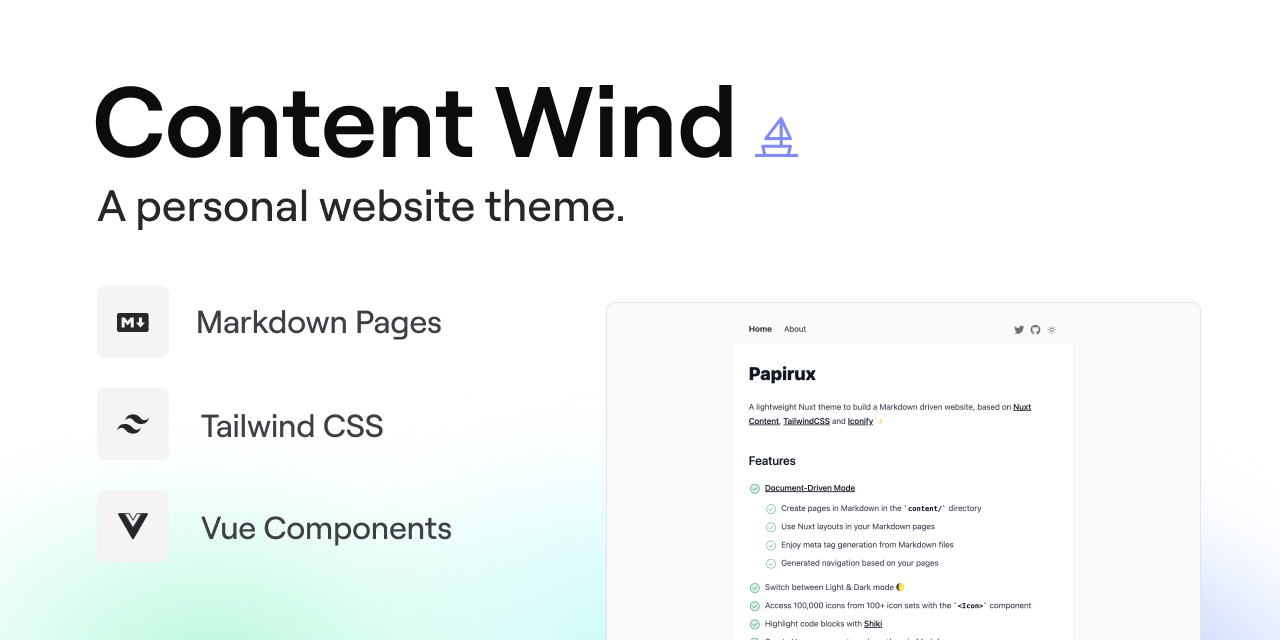 Content Wind
A personal website theme.
Markdown Pages
Tailwind CSS
Vue Components
Home About
Papirux
A lightweight Nuxt theme to build a Markdown driven website, based on Nuxt
Content, TailwindCSS and Iconify ✨
Features
Document-Driven Mode
Create pages in Markdown in the `content/` directory
Use Nuxt layouts in your Markdown pages
Enjoy meta tag generation from Markdown files
Generated navigation based on your pages
Switch between Light & Dark mode 🌓
Access 100,000 icons from 100+ icon sets with the `<Icon>` component
Highlight code blocks with Shiki